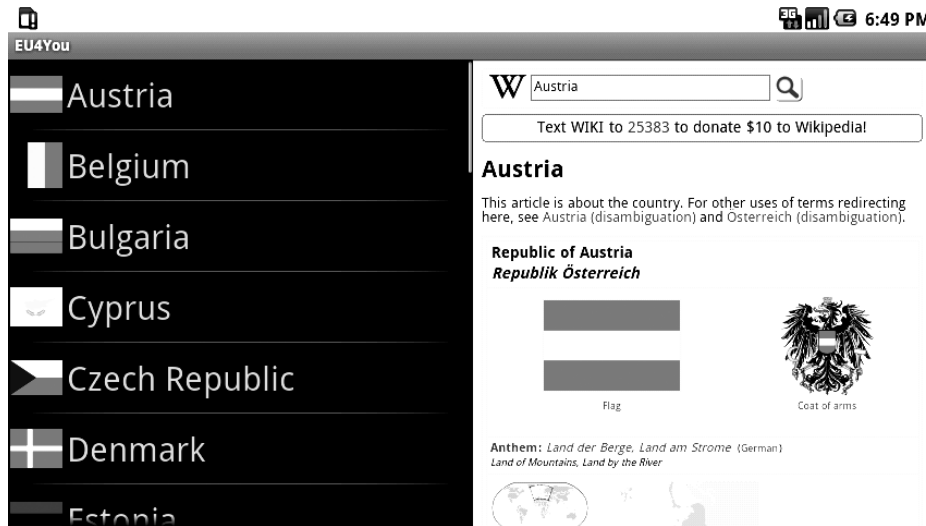 3G 6:49 PM
EU4You
Austria
Belgium
Bulgaria
Cyprus
Czech Republic
Denmark
Estonia
W Austria
Text WIKI to 25383 to donate $10 to Wikipedia!
Austria
This article is about the country. For other uses of terms redirecting
here, see Austria (disambiguation) and Österreich (disambiguation).
Republic of Austria
Republik Österreich
Flag
Coat of arms
Anthem: Land der Berge, Land am Strome (German)
Land of Mountains, Land by the River